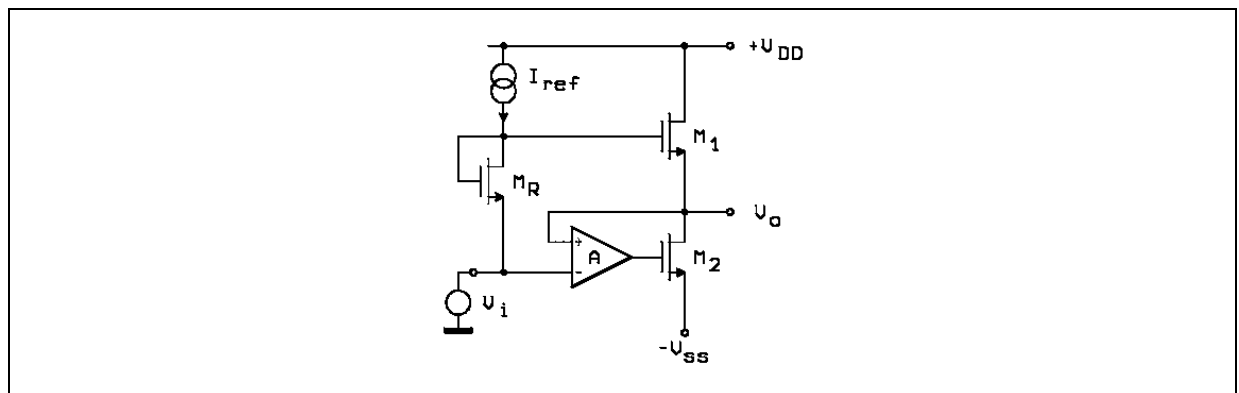 +V_DD
I_ref
M_1
M_R
V_o
+
A
M_2
-
V_i
-V_SS